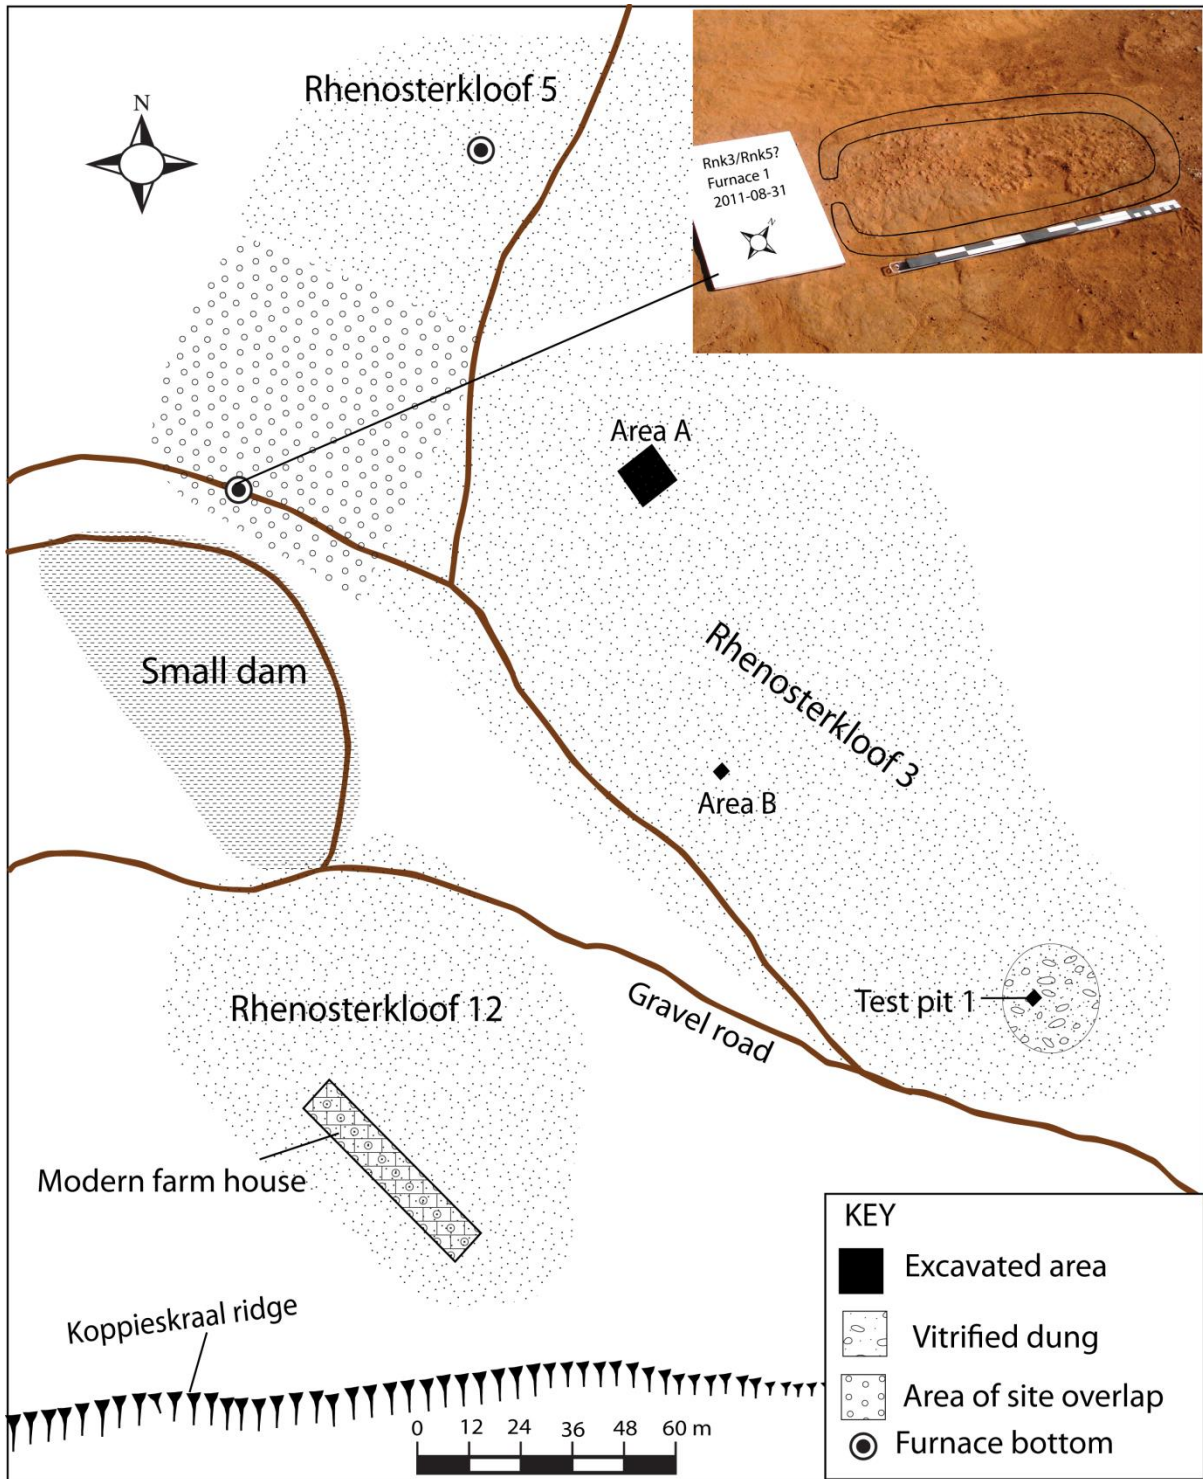 N
Rhenosterkloof 5
Rnk3/Rnk5?
Furnace 1
2011-08-31
N
Area A
Small dam
Rhenosterkloof 3
Area B
Rhenosterkloof 12
Gravel road
Test pit 1
Modern farm house
Koppieskraal ridge
0 12 24 36 48 60 m
KEY
Excavated area
Vitrified dung
Area of site overlap
Furnace bottom